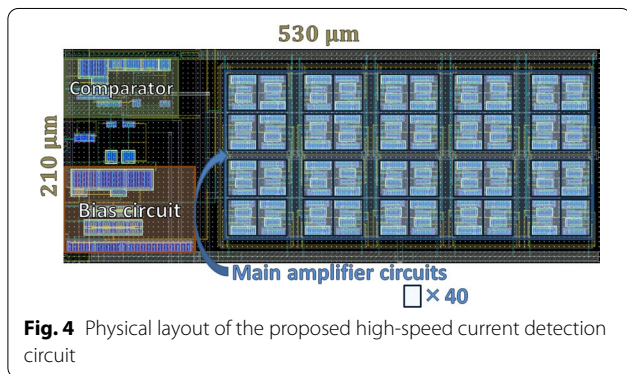 530 μm
Comparator
210 μm
Bias circuit
Main amplifier circuits
× 40
Fig. 4 Physical layout of the proposed high-speed current detection
circuit